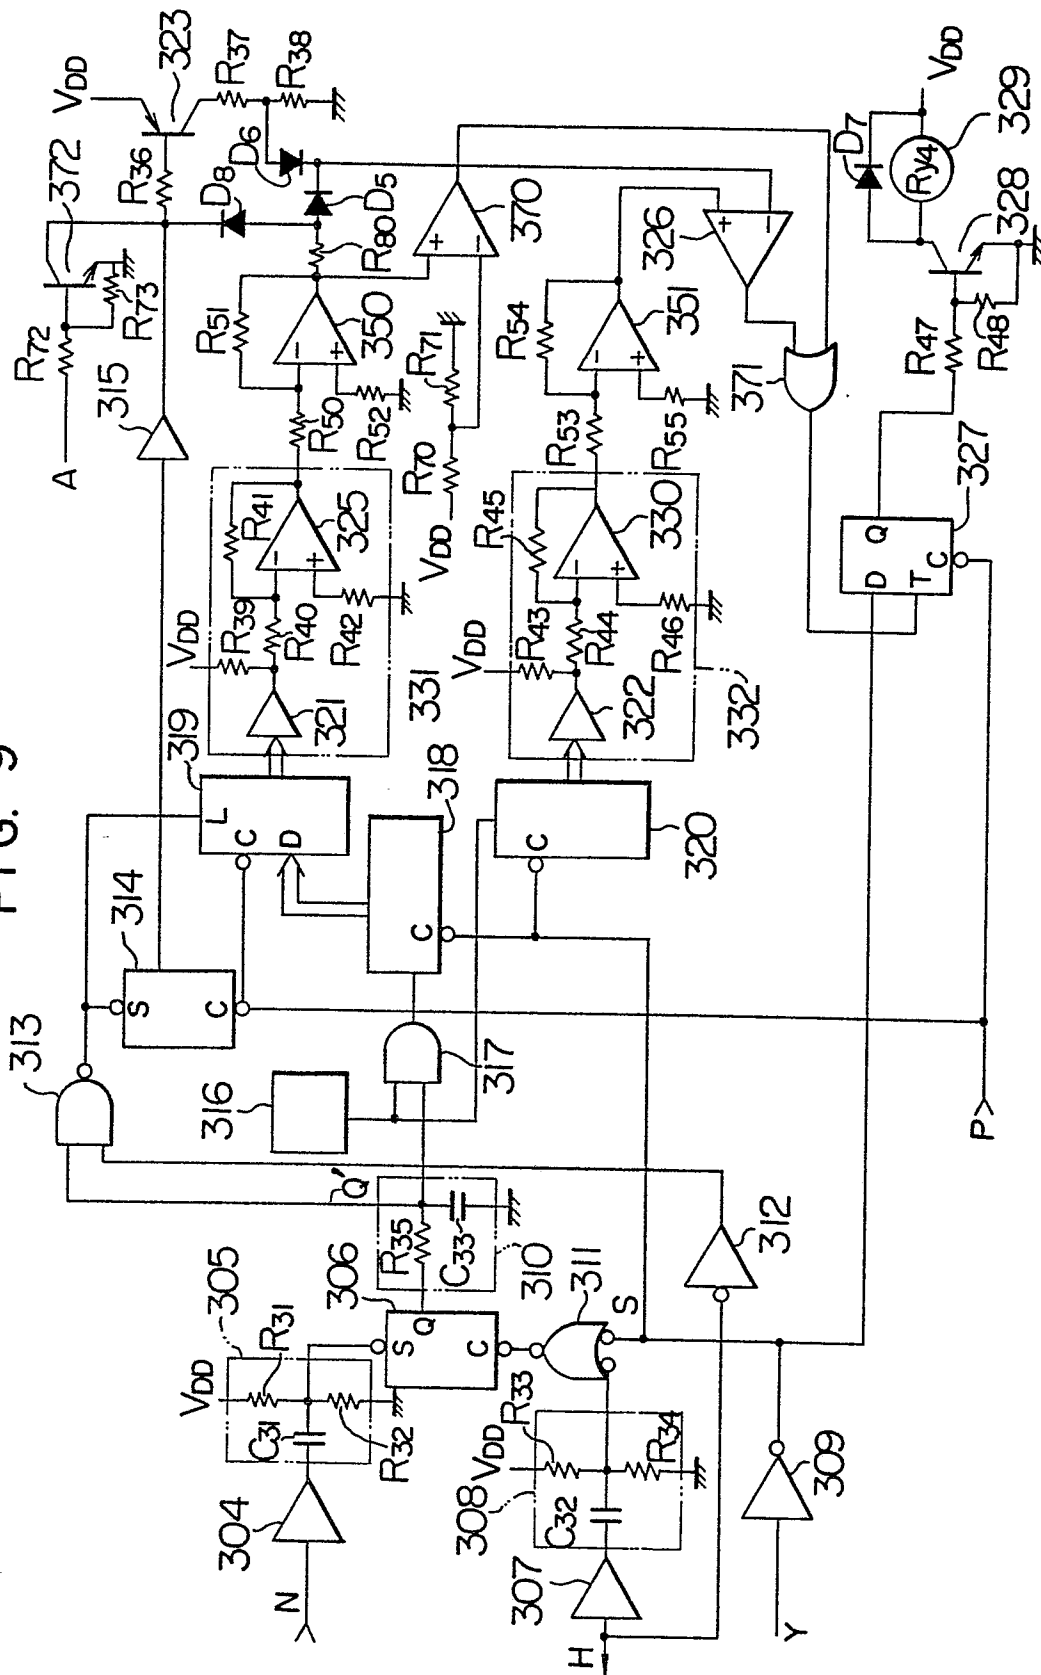 FIG. 9
N
304
VDD
305
R31
C31
R32
306
S
Q
C
R35
C33
310
Q'
313
314
S
C
316
317
318
C
319
L
C
D
320
C
H
307
308
VDD
R33
C32
R34
311
S
312
Y
309
P
A
R72
R73
372
315
VDD
R36
323
R37
R38
D8
D6
D5
R80
VDD
R39
321
R40
R41
R42
325
331
R50
R51
R52
350
VDD
R70
R71
370
VDD
R43
322
R44
R45
R46
330
332
R53
R54
R55
351
326
371
327
D
Q
T
C
R47
R48
328
D7
Ry4
329
VDD